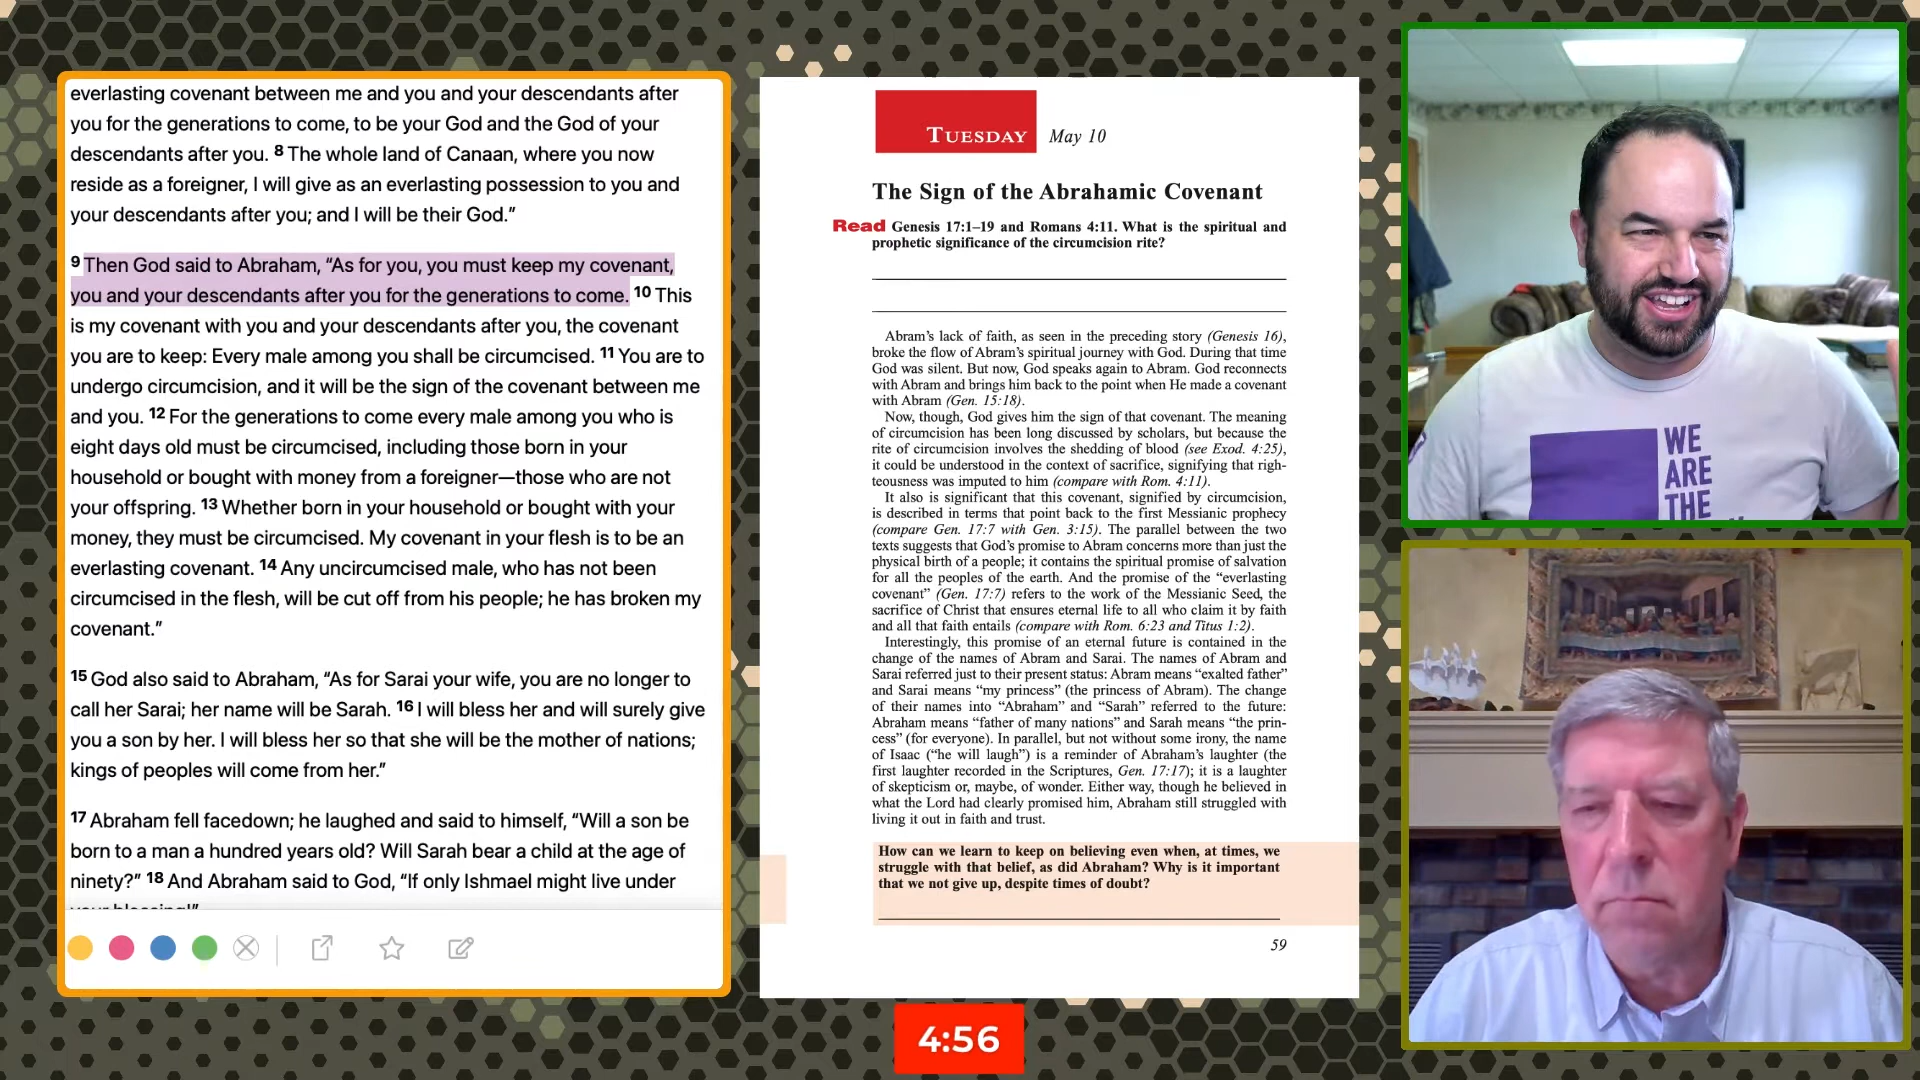 everlasting covenant between me and you and your descendants after
you for the generations to come, to be your God and the God of your
descendants after you. 8 The whole land of Canaan, where you now
reside as a foreigner, I will give as an everlasting possession to you and
your descendants after you; and I will be their God.”
9 Then God said to Abraham, “As for you, you must keep my covenant,
you and your descendants after you for the generations to come. 10 This
is my covenant with you and your descendants after you, the covenant
you are to keep: Every male among you shall be circumcised. 11 You are to
undergo circumcision, and it will be the sign of the covenant between me
and you. 12 For the generations to come every male among you who is
eight days old must be circumcised, including those born in your
household or bought with money from a foreigner—those who are not
your offspring. 13 Whether born in your household or bought with your
money, they must be circumcised. My covenant in your flesh is to be an
everlasting covenant. 14 Any uncircumcised male, who has not been
circumcised in the flesh, will be cut off from his people; he has broken my
covenant.”
15 God also said to Abraham, “As for Sarai your wife, you are no longer to
call her Sarai; her name will be Sarah. 16 I will bless her and will surely give
you a son by her. I will bless her so that she will be the mother of nations;
kings of peoples will come from her.”
17 Abraham fell facedown; he laughed and said to himself, “Will a son be
born to a man a hundred years old? Will Sarah bear a child at the age of
ninety?” 18 And Abraham said to God, “If only Ishmael might live under
your blessing!”
TUESDAY May 10
The Sign of the Abrahamic Covenant
Read Genesis 17:1–19 and Romans 4:11. What is the spiritual and
prophetic significance of the circumcision rite?
Abram’s lack of faith, as seen in the preceding story (Genesis 16),
broke the flow of Abram’s spiritual journey with God. During that time
God was silent. But now, God speaks again to Abram. God reconnects
with Abram and brings him back to the point when He made a covenant
with Abram (Gen. 15:18).
Now, though, God gives him the sign of that covenant. The meaning
of circumcision has been long discussed by scholars, but because the
rite of circumcision involves the shedding of blood (see Exod. 4:25),
it could be understood in the context of sacrifice, signifying that righ-
teousness was imputed to him (compare with Rom. 4:11).
It also is significant that this covenant, signified by circumcision,
is described in terms that point back to the first Messianic prophecy
(compare Gen. 17:7 with Gen. 3:15). The parallel between the two
texts suggests that God’s promise to Abram concerns more than just the
physical birth of a people; it contains the spiritual promise of salvation
for all the peoples of the earth. And the promise of the “everlasting
covenant” (Gen. 17:7) refers to the work of the Messianic Seed, the
sacrifice of Christ that ensures eternal life to all who claim it by faith
and all that faith entails (compare with Rom. 6:23 and Titus 1:2).
Interestingly, this promise of an eternal future is contained in the
change of the names of Abram and Sarai. The names of Abram and
Sarai referred just to their present status: Abram means “exalted father”
and Sarai means “my princess” (the princess of Abram). The change
of their names into “Abraham” and “Sarah” referred to the future:
Abraham means “father of many nations” and Sarah means “the prin-
cess” (for everyone). In parallel, but not without some irony, the name
of Isaac (“he will laugh”) is a reminder of Abraham’s laughter (the
first laughter recorded in the Scriptures, Gen. 17:17); it is a laughter
of skepticism or, maybe, of wonder. Either way, though he believed in
what the Lord had clearly promised him, Abraham still struggled with
living it out in faith and trust.
How can we learn to keep on believing even when, at times, we
struggle with that belief, as did Abraham? Why is it important
that we not give up, despite times of doubt?
59
4:56
WE
ARE
THE